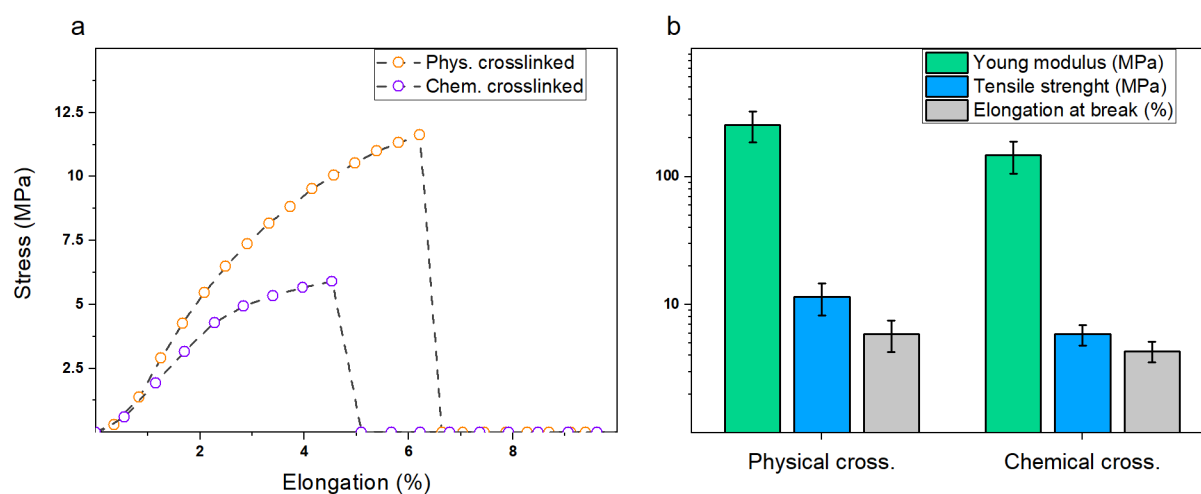 a
Phys. crosslinked
Chem. crosslinked
12.5
10
7.5
5
2.5
2
4
6
8
Stress (MPa)
Elongation (%)
b
Young modulus (MPa)
Tensile strenght (MPa)
Elongation at break (%)
100
10
Physical cross.
Chemical cross.